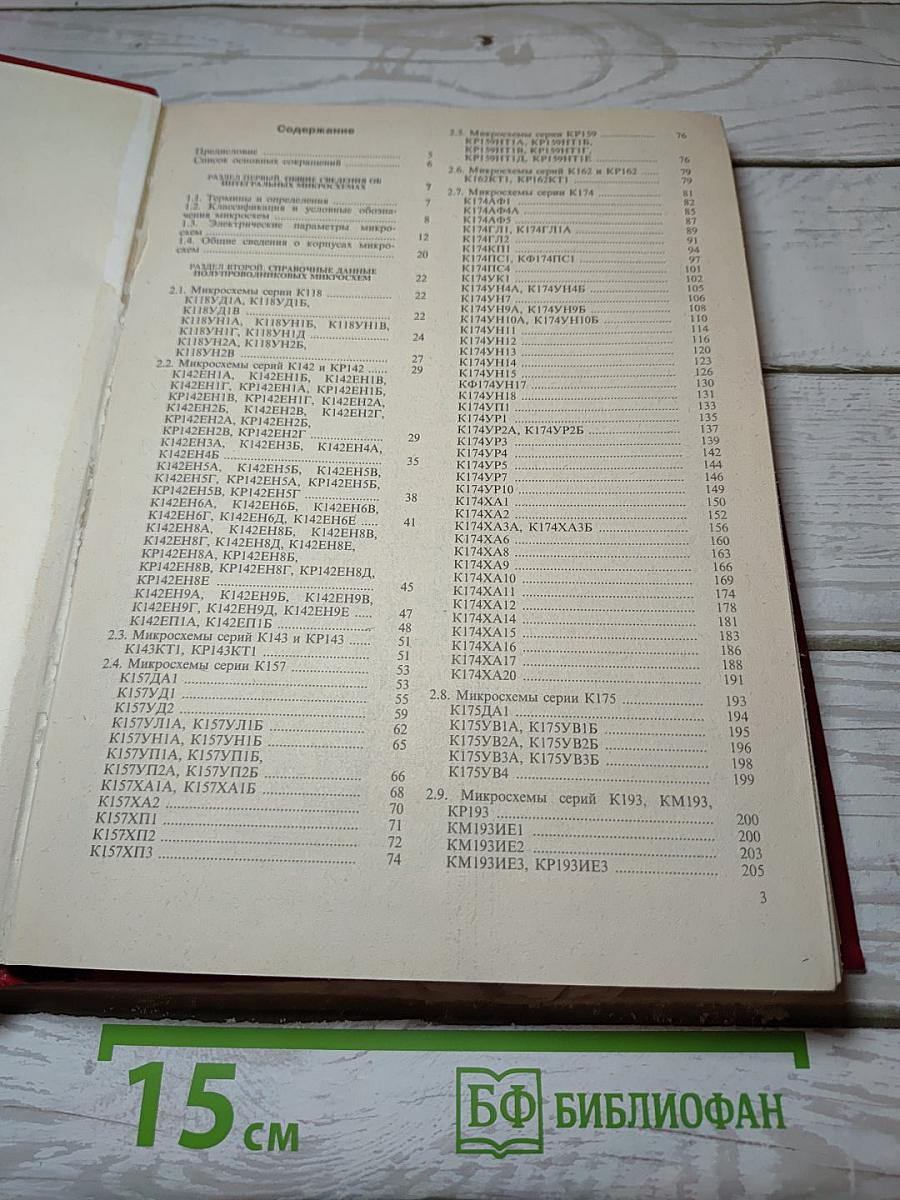 Содержание
Предисловие ..... 5
Список основных сокращений ..... 6
РАЗДЕЛ ПЕРВЫЙ. ОБЩИЕ СВЕДЕНИЯ ОБ
ИНТЕГРАЛЬНЫХ МИКРОСХЕМАХ 7
1.1. Термины и определения ..... 7
1.2. Классификация и условные обозна-
чения микросхем ..... 8
1.3. Электрические параметры микро-
схем ..... 12
1.4. Общие сведения о корпусах микро-
схем ..... 20
РАЗДЕЛ ВТОРОЙ. СПРАВОЧНЫЕ ДАННЫЕ
ПОЛУПРОВОДНИКОВЫХ МИКРОСХЕМ 22
2.1. Микросхемы серии К118 ..... 22
К118УД1А, К118УД1Б,
К118УД1В ..... 22
К118УН1А, К118УН1Б, К118УН1В,
К118УН1Г, К118УН1Д ..... 24
К118УН2А, К118УН2Б,
К118УН2В ..... 27
2.2. Микросхемы серий К142 и КР142 ..... 29
К142ЕН1А, К142ЕН1Б, К142ЕН1В,
К142ЕН1Г, КР142ЕН1А, КР142ЕН1Б,
КР142ЕН1В, КР142ЕН1Г, К142ЕН2А,
К142ЕН2Б, К142ЕН2В, К142ЕН2Г,
КР142ЕН2А, КР142ЕН2Б,
КР142ЕН2В, КР142ЕН2Г ..... 29
К142ЕН3А, К142ЕН3Б, К142ЕН4А,
К142ЕН4Б ..... 35
К142ЕН5А, К142ЕН5Б, К142ЕН5В,
К142ЕН5Г, КР142ЕН5А, КР142ЕН5Б,
КР142ЕН5В, КР142ЕН5Г ..... 38
К142ЕН6А, К142ЕН6Б, К142ЕН6В,
К142ЕН6Г, К142ЕН6Д, К142ЕН6Е ..... 41
К142ЕН8А, К142ЕН8Б, К142ЕН8В,
К142ЕН8Г, К142ЕН8Д, К142ЕН8Е,
КР142ЕН8А, КР142ЕН8Б,
КР142ЕН8В, КР142ЕН8Г, КР142ЕН8Д,
КР142ЕН8Е ..... 45
К142ЕН9А, К142ЕН9Б, К142ЕН9В,
К142ЕН9Г, К142ЕН9Д, К142ЕН9Е ..... 47
К142ЕП1А, К142ЕП1Б ..... 48
2.3. Микросхемы серий К143 и КР143 ..... 51
К143КТ1, КР143КТ1 ..... 51
2.4. Микросхемы серии К157 ..... 53
К157ДА1 ..... 53
К157УД1 ..... 55
К157УД2 ..... 59
К157УЛ1А, К157УЛ1Б ..... 62
К157УН1А, К157УН1Б ..... 65
К157УП1А, К157УП1Б,
К157УП2А, К157УП2Б ..... 66
К157ХА1А, К157ХА1Б ..... 68
К157ХА2 ..... 70
К157ХП1 ..... 71
К157ХП2 ..... 72
К157ХП3 ..... 74
2.5. Микросхемы серии КР159 ..... 76
КР159НТ1А, КР159НТ1Б,
КР159НТ1В, КР159НТ1Г,
КР159НТ1Д, КР159НТ1Е ..... 76
2.6. Микросхемы серий К162 и КР162 ..... 79
К162КТ1, КР162КТ1 ..... 79
2.7. Микросхемы серии К174 ..... 81
К174АФ1 ..... 82
К174АФ4А ..... 85
К174АФ5 ..... 87
К174ГЛ1, К174ГЛ1А ..... 89
К174ГЛ2 ..... 91
К174КП1 ..... 94
К174ПС1, КФ174ПС1 ..... 97
К174ПС4 ..... 101
К174УК1 ..... 102
К174УН4А, К174УН4Б ..... 105
К174УН7 ..... 106
К174УН9А, К174УН9Б ..... 108
К174УН10А, К174УН10Б ..... 110
К174УН11 ..... 114
К174УН12 ..... 116
К174УН13 ..... 120
К174УН14 ..... 123
К174УН15 ..... 126
КФ174УН17 ..... 130
К174УН18 ..... 131
К174УП1 ..... 133
К174УР1 ..... 135
К174УР2А, К174УР2Б ..... 137
К174УР3 ..... 139
К174УР4 ..... 142
К174УР5 ..... 144
К174УР7 ..... 146
К174УР10 ..... 149
К174ХА1 ..... 150
К174ХА2 ..... 152
К174ХА3А, К174ХА3Б ..... 156
К174ХА6 ..... 160
К174ХА8 ..... 163
К174ХА9 ..... 166
К174ХА10 ..... 169
К174ХА11 ..... 174
К174ХА12 ..... 178
К174ХА14 ..... 181
К174ХА15 ..... 183
К174ХА16 ..... 186
К174ХА17 ..... 188
К174ХА20 ..... 191
2.8. Микросхемы серии К175 ..... 193
К175ДА1 ..... 194
К175УВ1А, К175УВ1Б ..... 195
К175УВ2А, К175УВ2Б ..... 196
К175УВ3А, К175УВ3Б ..... 198
К175УВ4 ..... 199
2.9. Микросхемы серий К193, КМ193,
КР193 ..... 200
КМ193ИЕ1 ..... 200
КМ193ИЕ2 ..... 203
КМ193ИЕ3, КР193ИЕ3 ..... 205
3
15 см
БФ БИБЛИОФАН